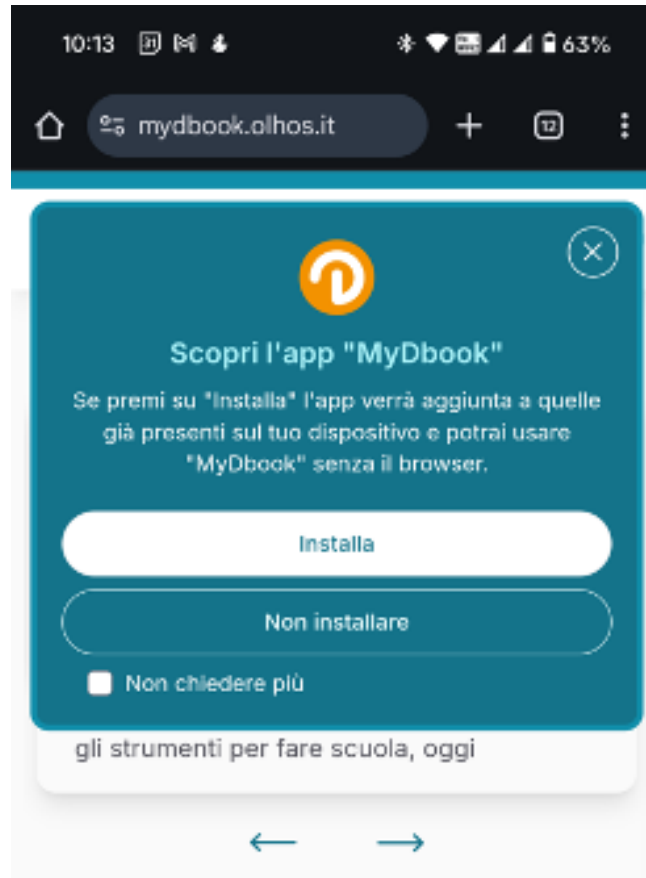 10:13 31 63%
mydbook.olhos.it 12
Scopri l'app "MyDbook"
Se premi su "Installa" l'app verrà aggiunta a quelle
già presenti sul tuo dispositivo e potrai usare
"MyDbook" senza il browser.
Installa
Non installare
Non chiedere più
gli strumenti per fare scuola, oggi